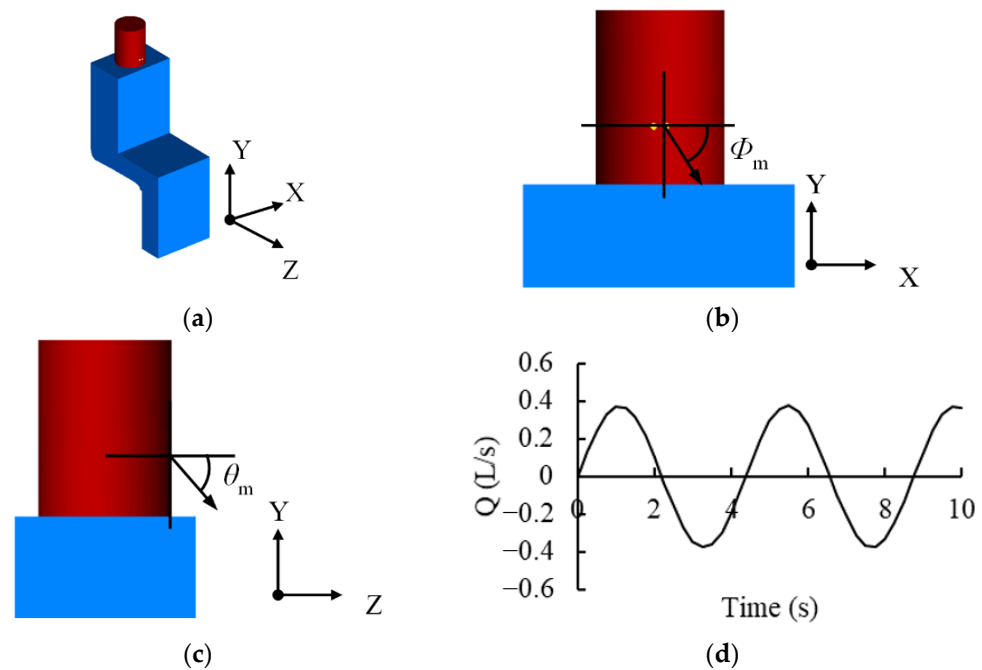 Y
X
Z
(a)
Φm
Y
X
(b)
θm
Y
Z
(c)
0.6
0.4
0.2
0
−0.2
−0.4
−0.6
Q (L/s)
0 2 4 6 8 10
Time (s)
(d)